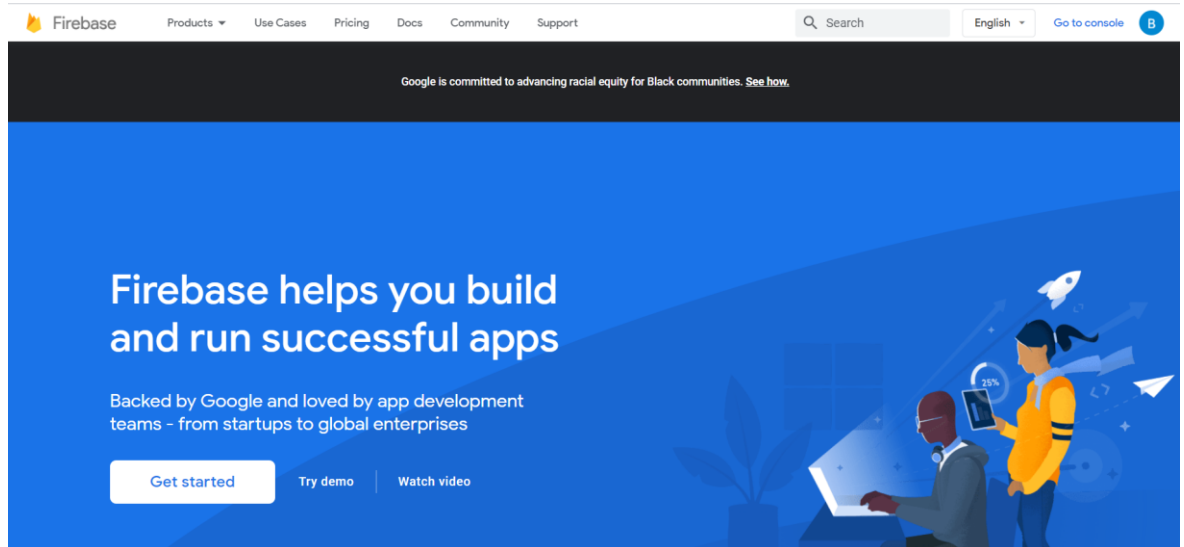 Firebase Products Use Cases Pricing Docs Community Support Search English Go to console B
Google is committed to advancing racial equity for Black communities. See how.
Firebase helps you build
and run successful apps
25%
Backed by Google and loved by app development
teams - from startups to global enterprises
Get started Try demo Watch video